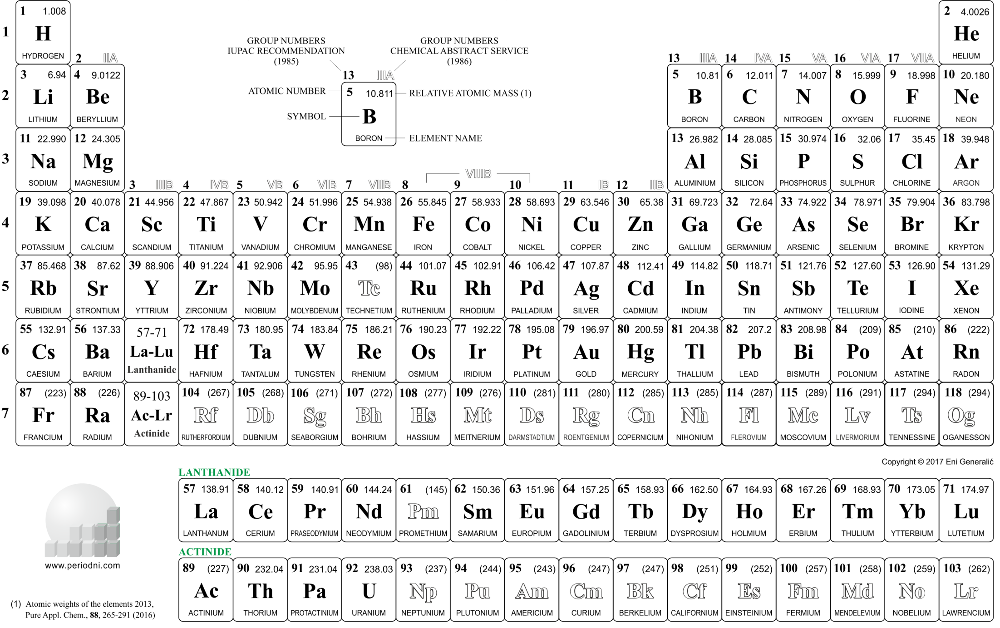 1 1.008 2 4.0026
1 H He
HYDROGEN HELIUM
GROUP NUMBERS GROUP NUMBERS
IUPAC RECOMMENDATION CHEMICAL ABSTRACT SERVICE
(1985) (1986)
2 IIA 13 IIIA 14 IVA 15 VA 16 VIA 17 VIIA
13 IIIA
3 6.94 4 9.0122 5 10.81 6 12.011 7 14.007 8 15.999 9 18.998 10 20.180
ATOMIC NUMBER 5 10.811 RELATIVE ATOMIC MASS (1)
2 Li Be B C N O F Ne
SYMBOL B
LITHIUM BERYLLIUM BORON CARBON NITROGEN OXYGEN FLUORINE NEON
BORON ELEMENT NAME
11 22.990 12 24.305 13 26.982 14 28.085 15 30.974 16 32.06 17 35.45 18 39.948
3 Na Mg Al Si P S Cl Ar
SODIUM MAGNESIUM ALUMINIUM SILICON PHOSPHORUS SULPHUR CHLORINE ARGON
VIIIB
3 IIIB 4 IVB 5 VB 6 VIB 7 VIIB 8 9 10 11 IB 12 IIB
19 39.098 20 40.078 21 44.956 22 47.867 23 50.942 24 51.996 25 54.938 26 55.845 27 58.933 28 58.693 29 63.546 30 65.38 31 69.723 32 72.64 33 74.922 34 78.971 35 79.904 36 83.798
4 K Ca Sc Ti V Cr Mn Fe Co Ni Cu Zn Ga Ge As Se Br Kr
POTASSIUM CALCIUM SCANDIUM TITANIUM VANADIUM CHROMIUM MANGANESE IRON COBALT NICKEL COPPER ZINC GALLIUM GERMANIUM ARSENIC SELENIUM BROMINE KRYPTON
37 85.468 38 87.62 39 88.906 40 91.224 41 92.906 42 95.95 43 (98) 44 101.07 45 102.91 46 106.42 47 107.87 48 112.41 49 114.82 50 118.71 51 121.76 52 127.60 53 126.90 54 131.29
5 Rb Sr Y Zr Nb Mo Tc Ru Rh Pd Ag Cd In Sn Sb Te I Xe
RUBIDIUM STRONTIUM YTTRIUM ZIRCONIUM NIOBIUM MOLYBDENUM TECHNETIUM RUTHENIUM RHODIUM PALLADIUM SILVER CADMIUM INDIUM TIN ANTIMONY TELLURIUM IODINE XENON
55 132.91 56 137.33 57-71 72 178.49 73 180.95 74 183.84 75 186.21 76 190.23 77 192.22 78 195.08 79 196.97 80 200.59 81 204.38 82 207.2 83 208.98 84 (209) 85 (210) 86 (222)
6 Cs Ba La-Lu Hf Ta W Re Os Ir Pt Au Hg Tl Pb Bi Po At Rn
CAESIUM BARIUM Lanthanide HAFNIUM TANTALUM TUNGSTEN RHENIUM OSMIUM IRIDIUM PLATINUM GOLD MERCURY THALLIUM LEAD BISMUTH POLONIUM ASTATINE RADON
87 (223) 88 (226) 89-103 104 (267) 105 (268) 106 (271) 107 (272) 108 (277) 109 (276) 110 (281) 111 (280) 112 (285) 113 (285) 114 (287) 115 (289) 116 (291) 117 (294) 118 (294)
7 Fr Ra Ac-Lr Rf Db Sg Bh Hs Mt Ds Rg Cn Nh Fl Mc Lv Ts Og
FRANCIUM RADIUM Actinide RUTHERFORDIUM DUBNIUM SEABORGIUM BOHRIUM HASSIUM MEITNERIUM DARMSTADTIUM ROENTGENIUM COPERNICIUM NIHONIUM FLEROVIUM MOSCOVIUM LIVERMORIUM TENNESSINE OGANESSON
Copyright © 2017 Eni Generalić
LANTHANIDE
57 138.91 58 140.12 59 140.91 60 144.24 61 (145) 62 150.36 63 151.96 64 157.25 65 158.93 66 162.50 67 164.93 68 167.26 69 168.93 70 173.05 71 174.97
La Ce Pr Nd Pm Sm Eu Gd Tb Dy Ho Er Tm Yb Lu
LANTHANUM CERIUM PRASEODYMIUM NEODYMIUM PROMETHIUM SAMARIUM EUROPIUM GADOLINIUM TERBIUM DYSPROSIUM HOLMIUM ERBIUM THULIUM YTTERBIUM LUTETIUM
ACTINIDE
www.periodni.com
89 (227) 90 232.04 91 231.04 92 238.03 93 (237) 94 (244) 95 (243) 96 (247) 97 (247) 98 (251) 99 (252) 100 (257) 101 (258) 102 (259) 103 (262)
Ac Th Pa U Np Pu Am Cm Bk Cf Es Fm Md No Lr
ACTINIUM THORIUM PROTACTINIUM URANIUM NEPTUNIUM PLUTONIUM AMERICIUM CURIUM BERKELIUM CALIFORNIUM EINSTEINIUM FERMIUM MENDELEVIUM NOBELIUM LAWRENCIUM
(1) Atomic weights of the elements 2013,
Pure Appl. Chem., 88, 265-291 (2016)